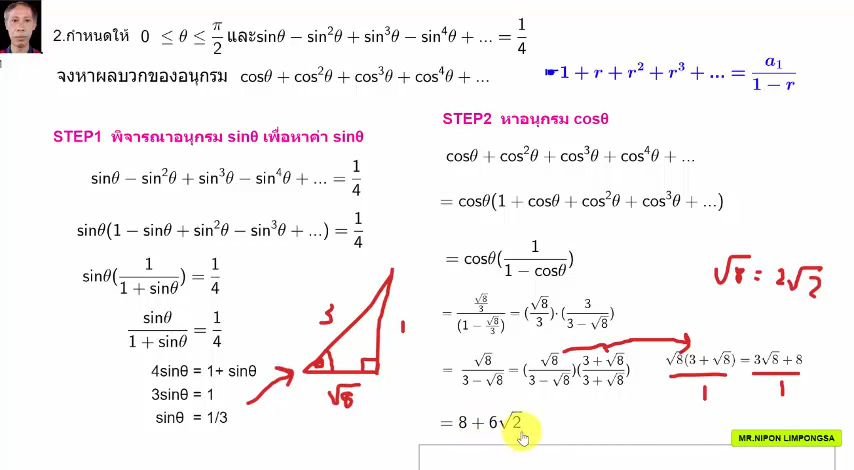 2.กำหนดให้ 0 ≤ θ ≤ π/2 และsinθ − sin²θ + sin³θ − sin⁴θ + ... = 1/4
จงหาผลบวกของอนุกรม cosθ + cos²θ + cos³θ + cos⁴θ + ...
☛1 + r + r² + r³ + ... = a₁/(1 − r)
STEP1 พิจารณาอนุกรม sinθ เพื่อหาค่า sinθ
sinθ − sin²θ + sin³θ − sin⁴θ + ... = 1/4
sinθ(1 − sinθ + sin²θ − sin³θ + ...) = 1/4
sinθ(1/(1 + sinθ)) = 1/4
sinθ/(1 + sinθ) = 1/4
4sinθ = 1+ sinθ
3sinθ = 1
sinθ = 1/3
3
1
θ
√8
STEP2 หาอนุกรม cosθ
cosθ + cos²θ + cos³θ + cos⁴θ + ...
= cosθ(1 + cosθ + cos²θ + cos³θ + ...)
= cosθ(1/(1 − cosθ))
√8 = 2√2
= (√8/3)/(1 − √8/3) = (√8/3)·(3/(3 − √8))
= √8/(3 − √8) = (√8/(3 − √8))((3 + √8)/(3 + √8))
√8(3 + √8) = 3√8 + 8
1 1
= 8 + 6√2
MR.NIPON LIMPONGSA